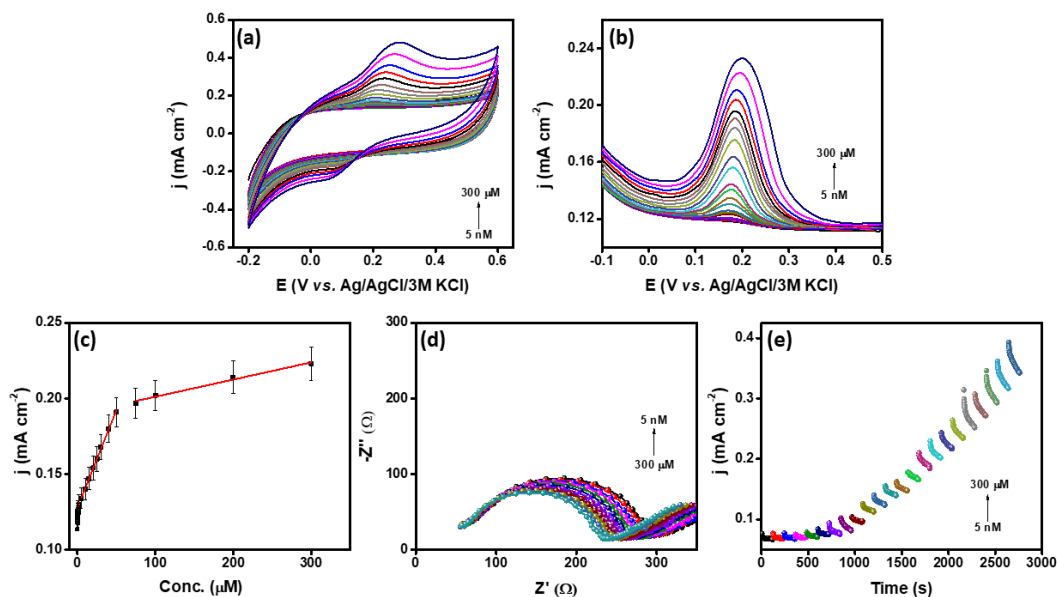 (a)
0.6
0.4
0.2
0.0
-0.2
-0.4
-0.6
j (mA cm⁻²)
300 μM
5 nM
-0.2 0.0 0.2 0.4 0.6
E (V vs. Ag/AgCl/3M KCl)
(b)
0.24
0.20
0.16
0.12
j (mA cm⁻²)
300 μM
5 nM
-0.1 0.0 0.1 0.2 0.3 0.4 0.5
E (V vs. Ag/AgCl/3M KCl)
(c)
0.25
0.20
0.15
0.10
j (mA cm⁻²)
0 100 200 300
Conc. (μM)
(d)
300
200
100
0
-Z'' (Ω)
5 nM
300 μM
0 100 200 300
Z' (Ω)
(e)
0.4
0.3
0.2
0.1
j (mA cm⁻²)
300 μM
5 nM
0 500 1000 1500 2000 2500 3000
Time (s)